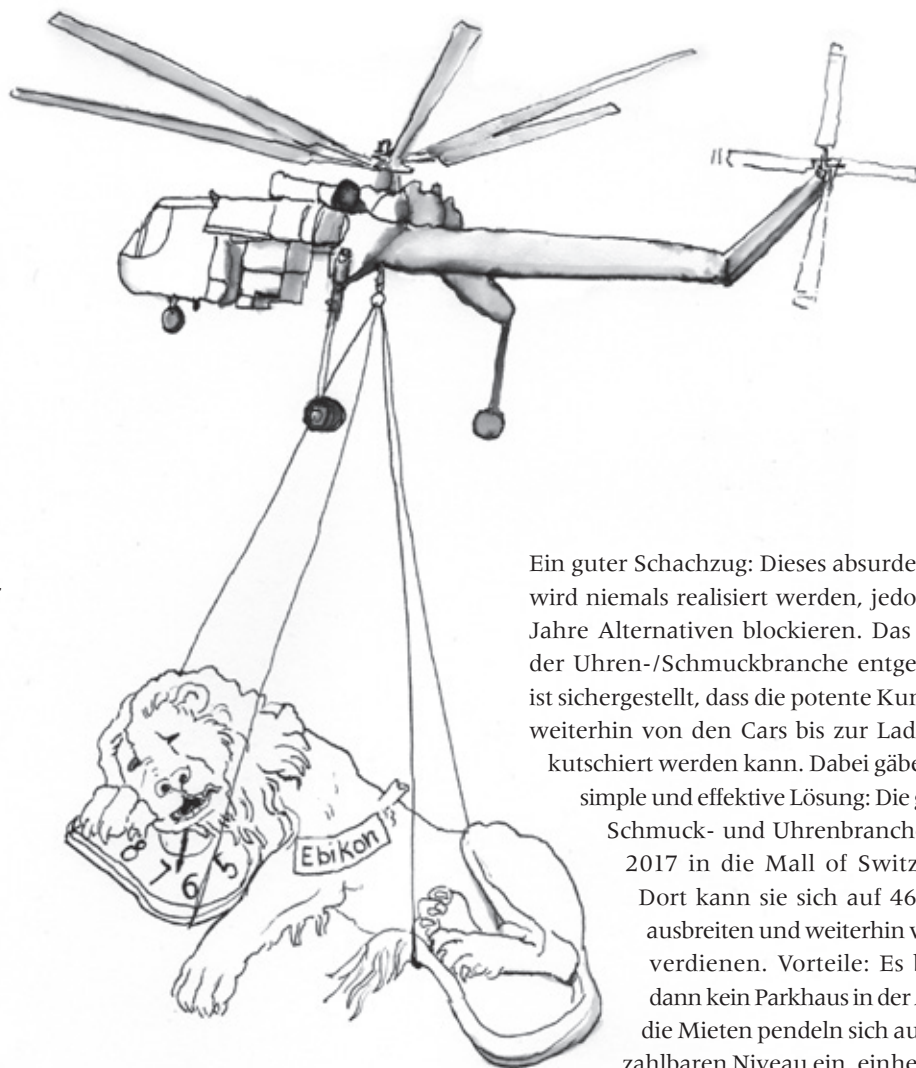 Ein guter Schachzug: Dieses absurde
wird niemals realisiert werden, jedo
Jahre Alternativen blockieren. Das
der Uhren-/Schmuckbranche entge
ist sichergestellt, dass die potente Kun
weiterhin von den Cars bis zur Lad
kutschiert werden kann. Dabei gäbe
simple und effektive Lösung: Die g
Schmuck- und Uhrenbranch
2017 in die Mall of Switz
Dort kann sie sich auf 46
ausbreiten und weiterhin v
verdienen. Vorteile: Es b
dann kein Parkhaus in der
die Mieten pendeln sich au
zahlbaren Niveau ein, einhe
Ebikon
8 7 6 5